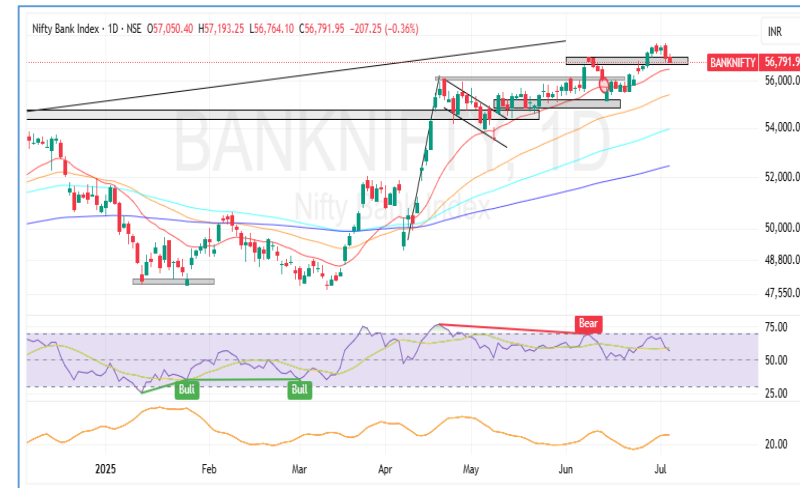 Nifty Bank Index · 1D · NSE O57,050.40 H57,193.25 L56,764.10 C56,791.95 -207.25 (-0.36%)
INR
BANKNIFTY 56,791.9
56,000.0
BANKNIFTY, 1D
54,000.0
52,000.0
Nifty Bank Index
50,000.0
48,800.0
47,550.0
Bear
75.00
50.00
Bull
Bull
25.00
20.00
2025 Feb Mar Apr May Jun Jul